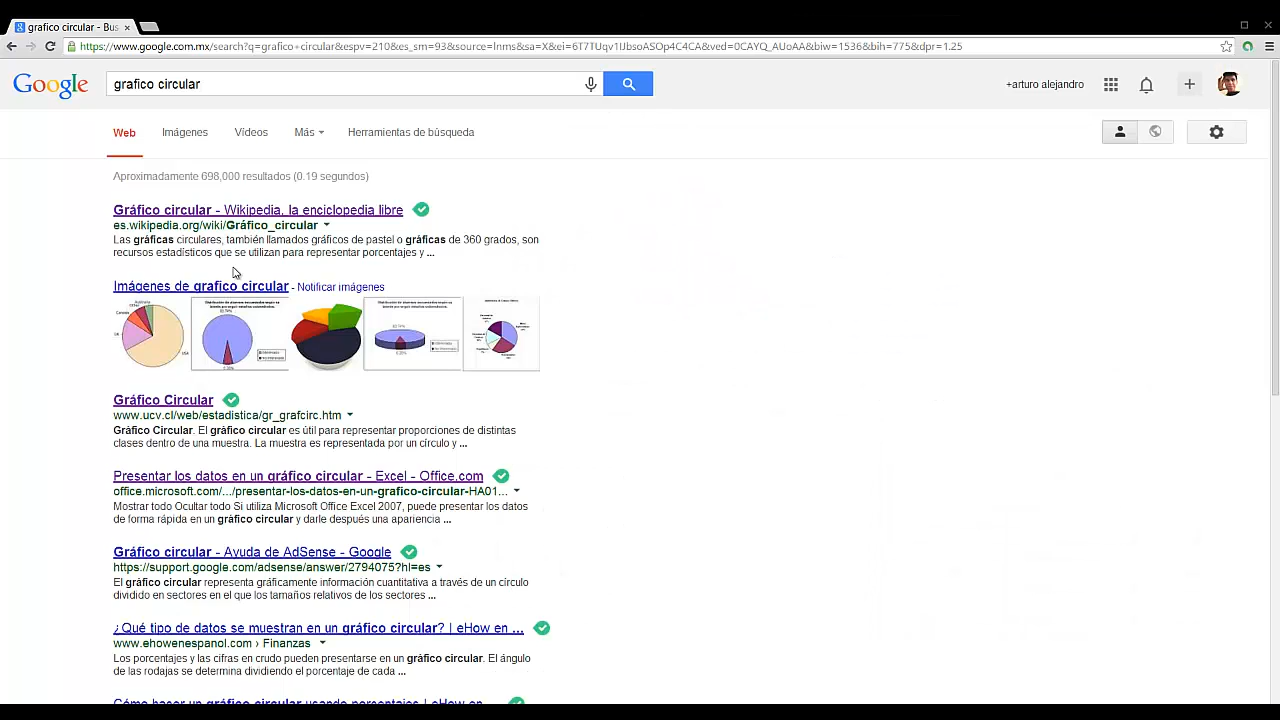 grafico circular - Bus
https://www.google.com.mx/search?q=grafico+circular&espv=210&es_sm=93&source=lnms&sa=X&ei=6T7TUqv1IJbsoASOp4C4CA&ved=0CAYQ_AUoAA&biw=1536&bih=775&dpr=1.25
Google
grafico circular
+arturo alejandro
Web Imágenes Vídeos Más Herramientas de búsqueda
Aproximadamente 698,000 resultados (0.19 segundos)
Gráfico circular - Wikipedia, la enciclopedia libre
es.wikipedia.org/wiki/Gráfico_circular
Las gráficas circulares, también llamados gráficos de pastel o gráficas de 360 grados, son
recursos estadísticos que se utilizan para representar porcentajes y ...
Imágenes de grafico circular - Notificar imágenes
Gráfico Circular
www.ucv.cl/web/estadistica/gr_grafcirc.htm
Gráfico Circular. El gráfico circular es útil para representar proporciones de distintas
clases dentro de una muestra. La muestra es representada por un círculo y ...
Presentar los datos en un gráfico circular - Excel - Office.com
office.microsoft.com/.../presentar-los-datos-en-un-grafico-circular-HA01...
Mostrar todo Ocultar todo Si utiliza Microsoft Office Excel 2007, puede presentar los datos
de forma rápida en un gráfico circular y darle después una apariencia ...
Gráfico circular - Ayuda de AdSense - Google
https://support.google.com/adsense/answer/2794075?hl=es
El gráfico circular representa gráficamente información cuantitativa a través de un círculo
dividido en sectores en el que los tamaños relativos de los sectores ...
¿Qué tipo de datos se muestran en un gráfico circular? | eHow en ...
www.ehowenespanol.com › Finanzas
Los porcentajes y las cifras en crudo pueden presentarse en un gráfico circular. El ángulo
de las rodajas se determina dividiendo el porcentaje de cada ...
Cómo hacer un gráfico circular usando porcentajes | eHow en ...